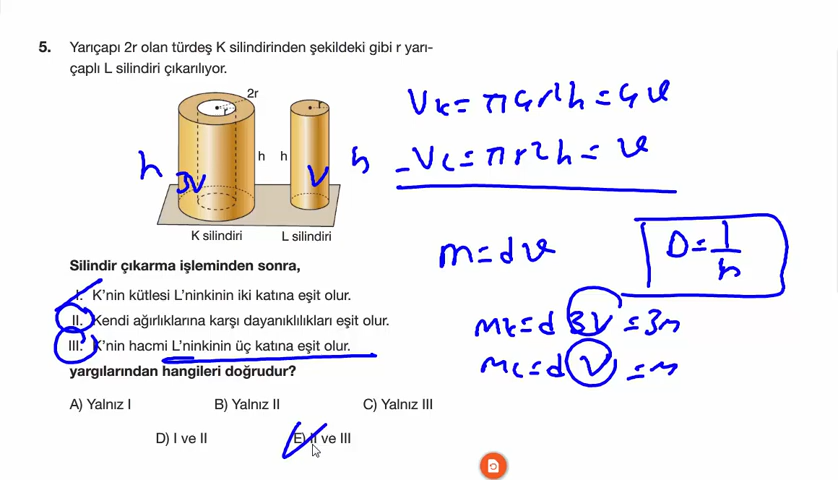 5. Yarıçapı 2r olan türdeş K silindirinden şekildeki gibi r yarı-
çaplı L silindiri çıkarılıyor.
2r
r
r
h
3V
h
h
V
h
K silindiri
L silindiri
VK = π4r²h = 4V
- VL = πr²h = V
m = dV
D = 1/h
mK = d 3V = 3m
mL = d V = m
Silindir çıkarma işleminden sonra,
I. K'nin kütlesi L'ninkinin iki katına eşit olur.
II. Kendi ağırlıklarına karşı dayanıklılıkları eşit olur.
III. K'nin hacmi L'ninkinin üç katına eşit olur.
yargılarından hangileri doğrudur?
A) Yalnız I
B) Yalnız II
C) Yalnız III
D) I ve II
E) II ve III